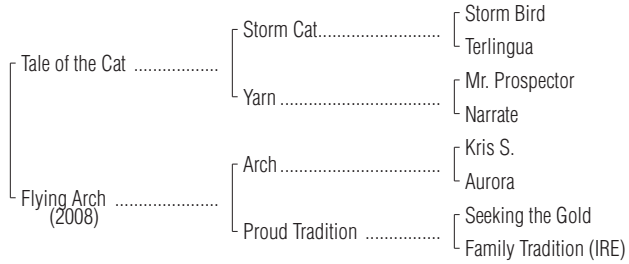 Storm Bird
Storm Cat..........................
Terlingua
Tale of the Cat ..................
Mr. Prospector
Yarn ..................................
Narrate
Kris S.
Arch ..................................
Aurora
Flying Arch ......................
(2008)
Seeking the Gold
Proud Tradition ................
Family Tradition (IRE)